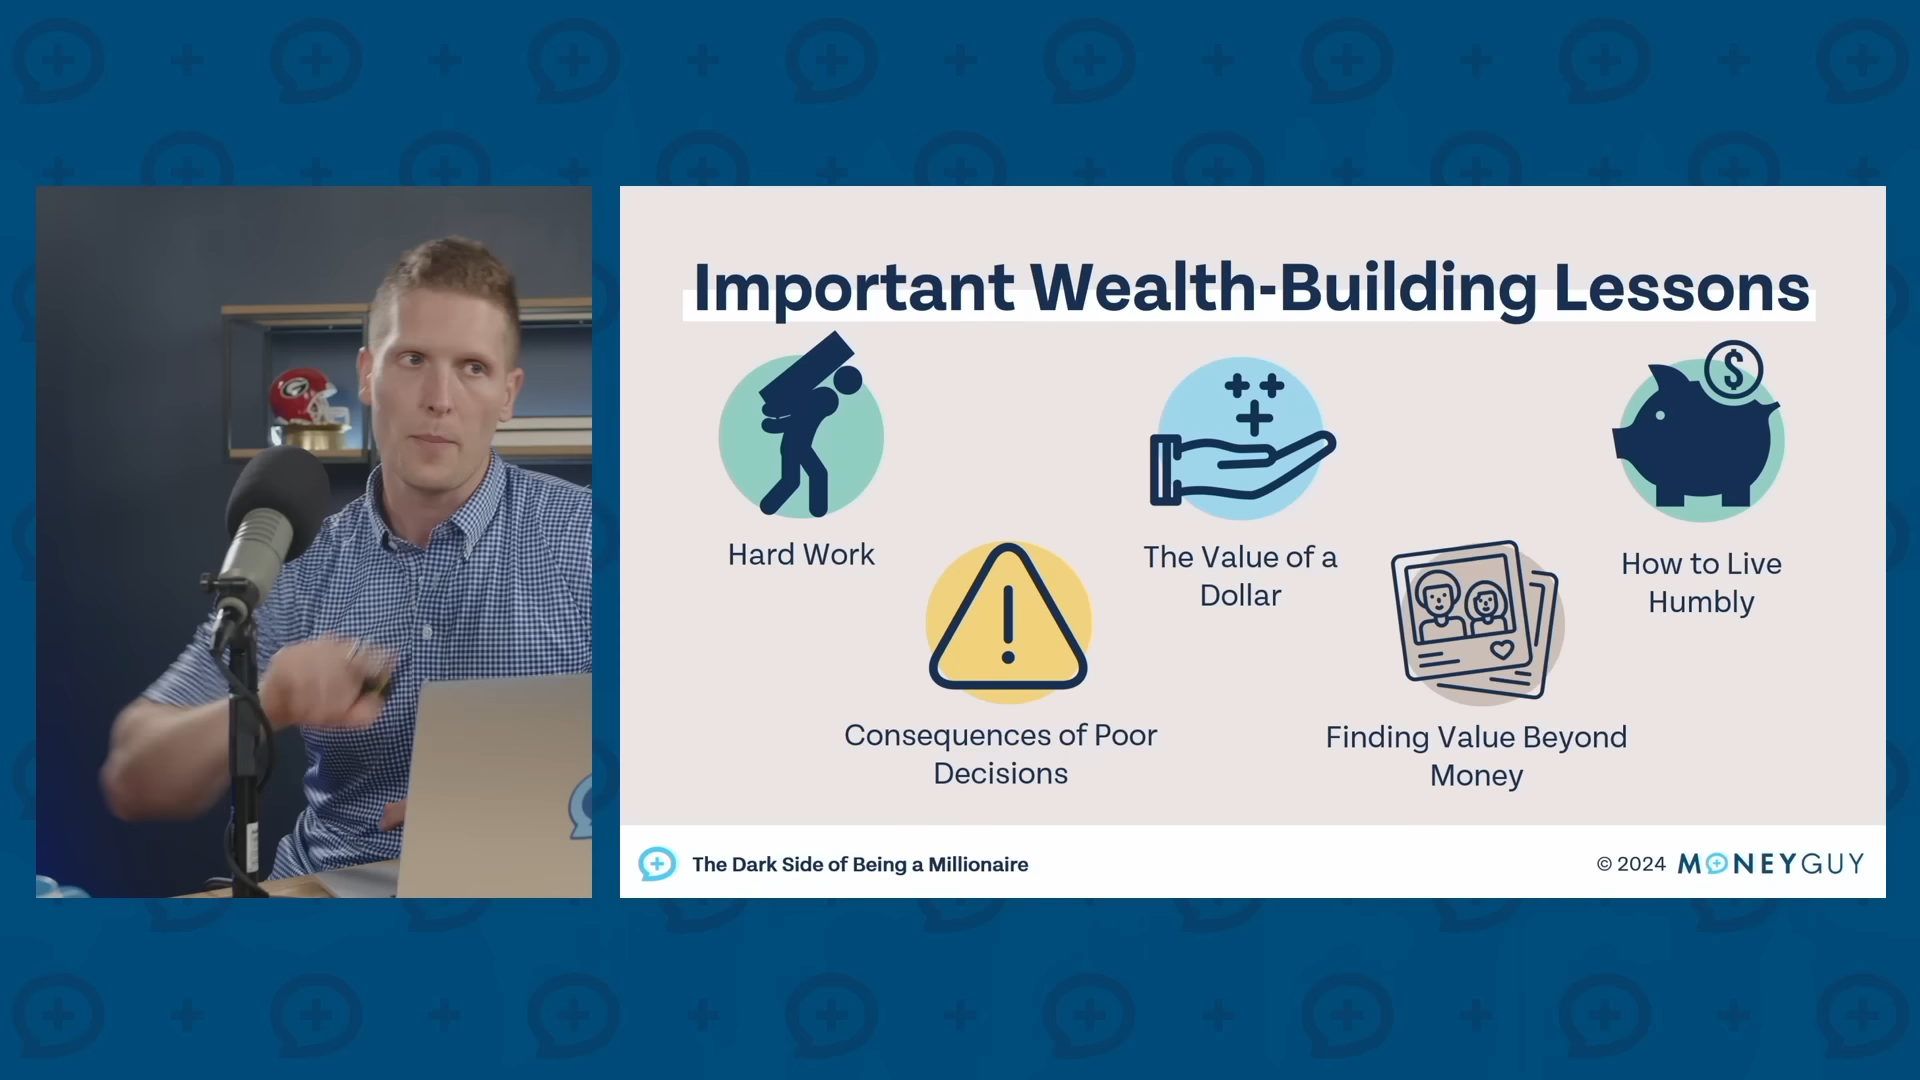 Important Wealth-Building Lessons
$
Hard Work
The Value of a
Dollar
How to Live
Humbly
Consequences of Poor
Decisions
Finding Value Beyond
Money
The Dark Side of Being a Millionaire
© 2024 MONEYGUY